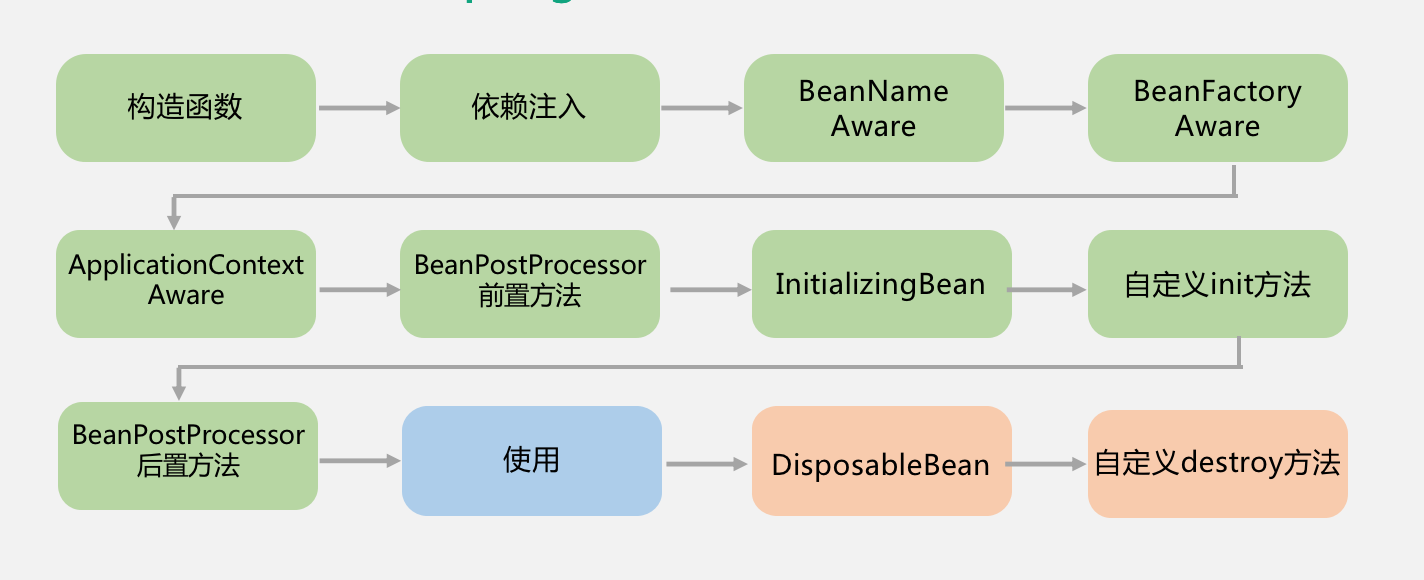 构造函数
依赖注入
BeanName
Aware
BeanFactory
Aware
ApplicationContext
Aware
BeanPostProcessor
前置方法
InitializingBean
自定义init方法
BeanPostProcessor
后置方法
使用
DisposableBean
自定义destroy方法